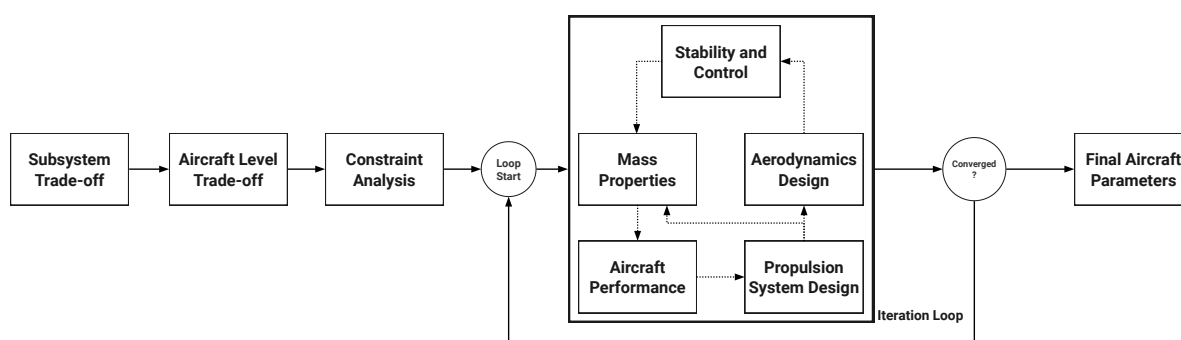 Subsystem
Trade-off
Aircraft Level
Trade-off
Constraint
Analysis
Loop
Start
Stability and
Control
Mass
Properties
Aerodynamics
Design
Aircraft
Performance
Propulsion
System Design
Iteration Loop
Converged
?
Final Aircraft
Parameters